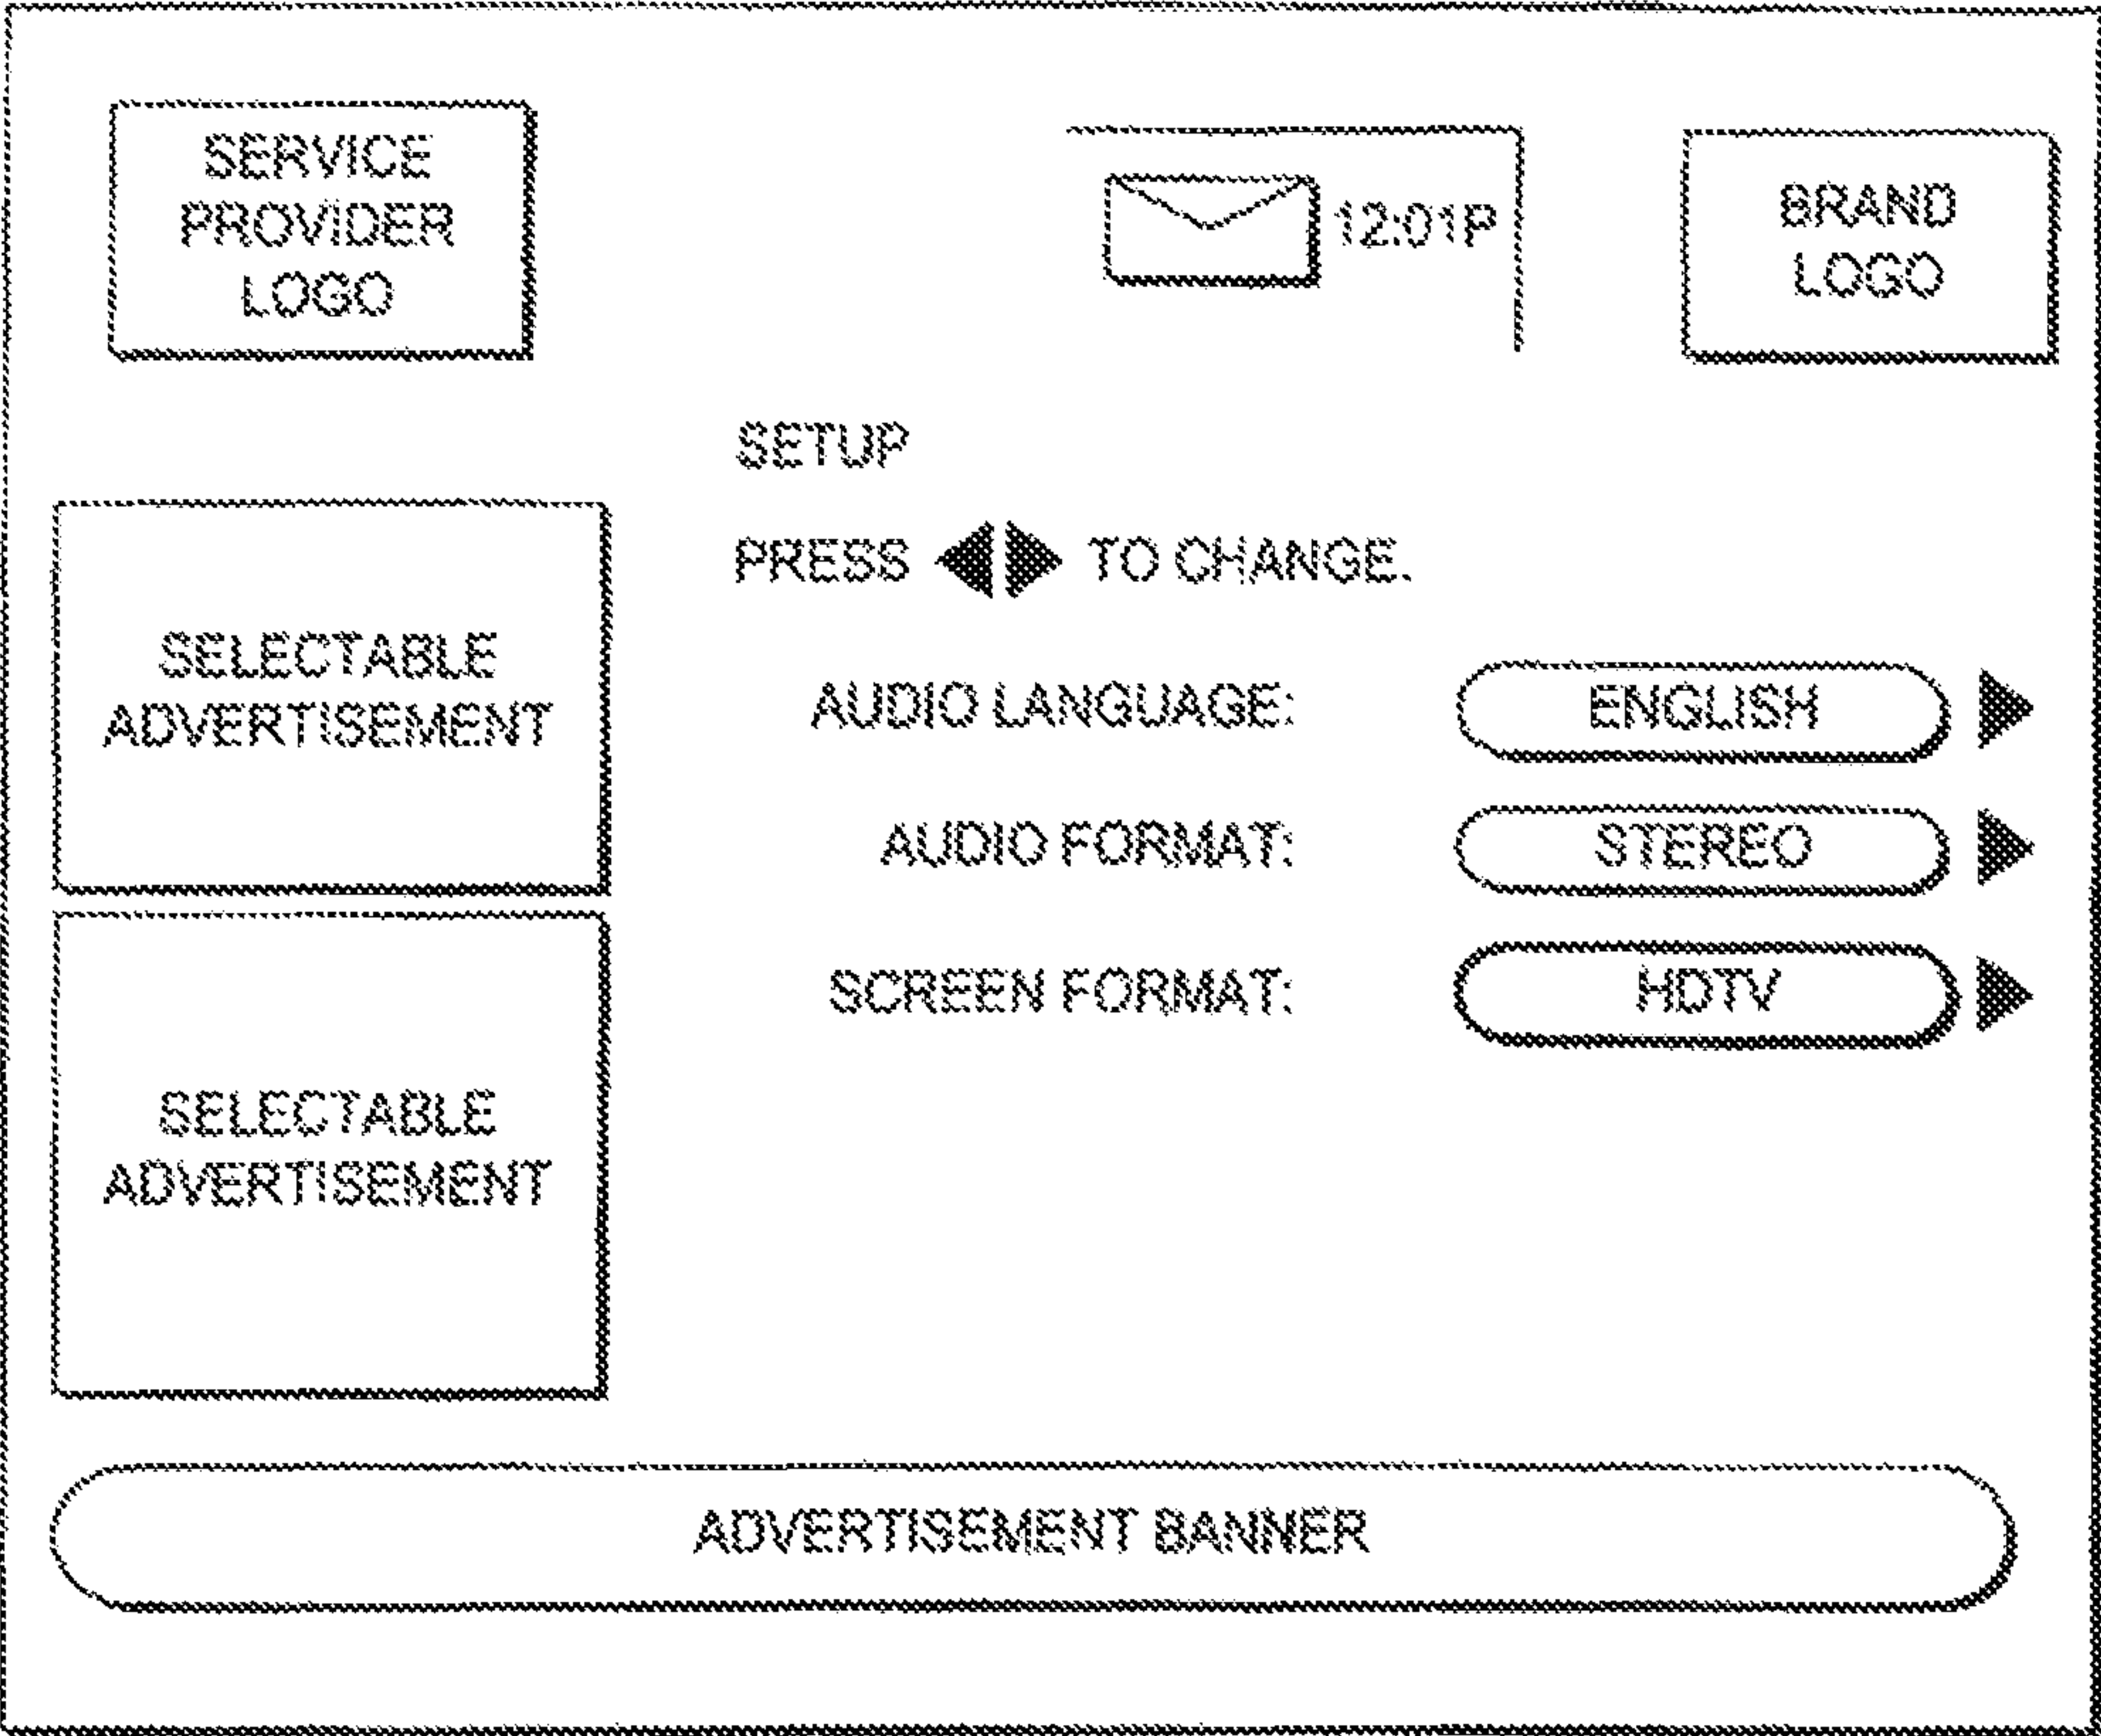 SERVICE
PROVIDER
LOGO
12:01P
BRAND
LOGO
SETUP
PRESS ◀▶ TO CHANGE.
SELECTABLE
ADVERTISEMENT
AUDIO LANGUAGE: ENGLISH ▶
AUDIO FORMAT: STEREO ▶
SCREEN FORMAT: HDTV ▶
SELECTABLE
ADVERTISEMENT
ADVERTISEMENT BANNER